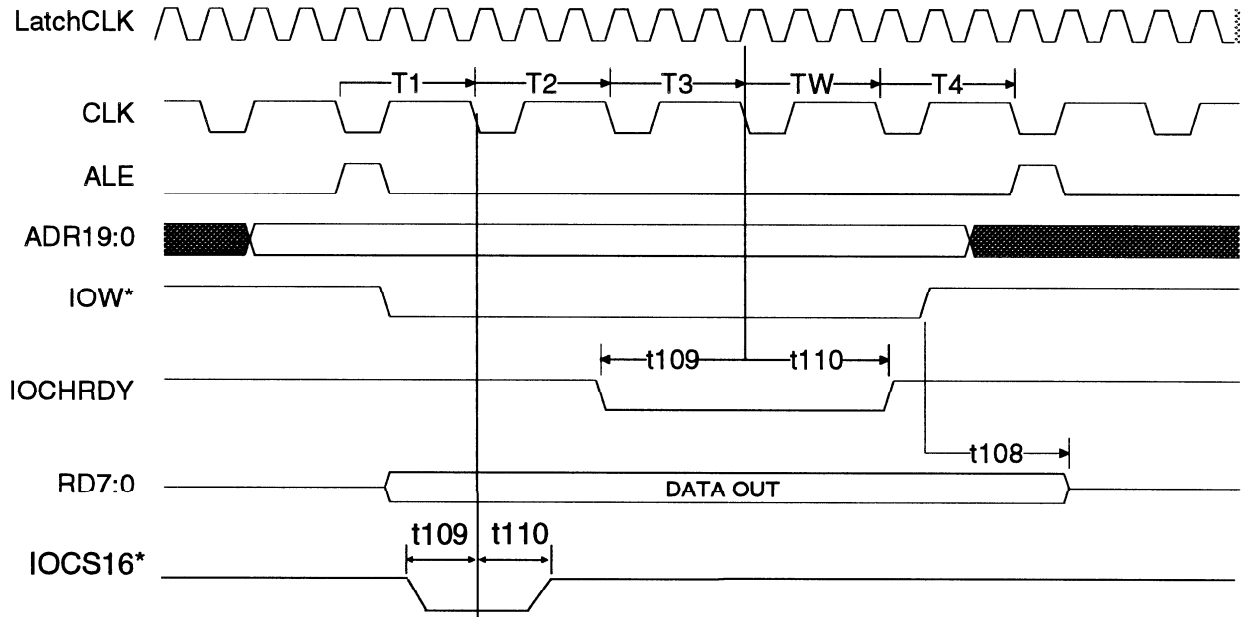 LatchCLK
T1 T2 T3 TW T4
CLK
ALE
ADR19:0
IOW*
t109 t110
IOCHRDY
t108
RD7:0 DATA OUT
t109 t110
IOCS16*